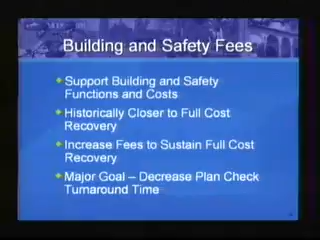 Building and Safety Fees
Support Building and Safety
Functions and Costs
Historically Closer to Full Cost
Recovery
Increase Fees to Sustain Full Cost
Recovery
Major Goal – Decrease Plan Check
Turnaround Time